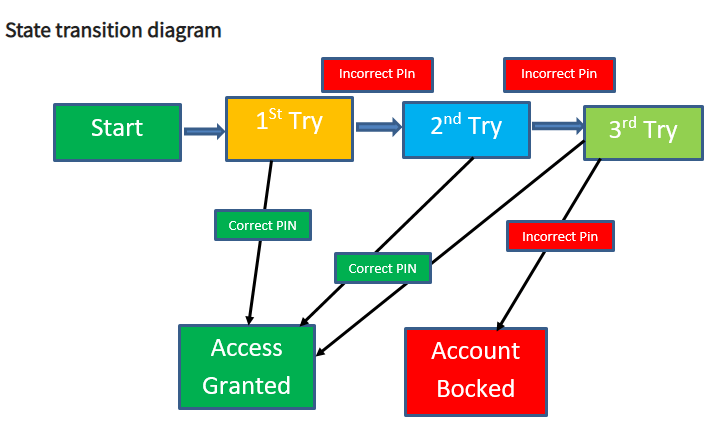 State transition diagram
Incorrect Pin
Incorrect Pin
Start
1St Try
2nd Try
3rd Try
Correct PIN
Incorrect Pin
Correct PIN
Access
Granted
Account
Bocked